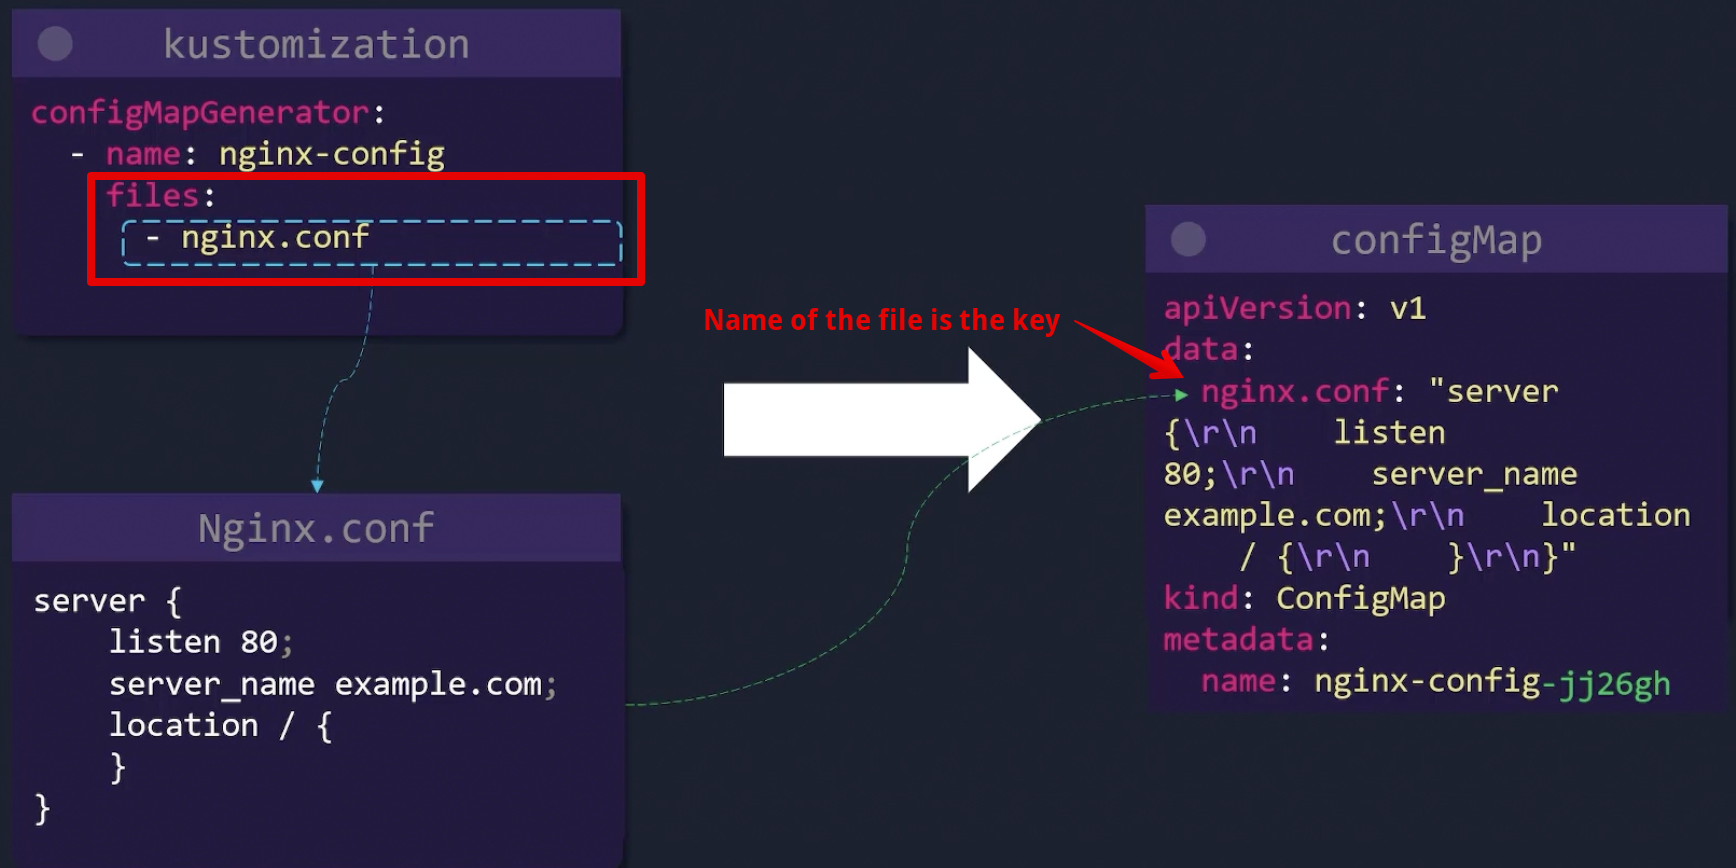 kustomization
configMapGenerator:
  - name: nginx-config
    files:
      - nginx.conf
Nginx.conf
server {
    listen 80;
    server_name example.com;
    location / {
    }
}
Name of the file is the key
configMap
apiVersion: v1
data:
  nginx.conf: "server
{\r\n    listen
80;\r\n    server_name
example.com;\r\n    location
    / {\r\n    }\r\n}"
kind: ConfigMap
metadata:
  name: nginx-config-jj26gh